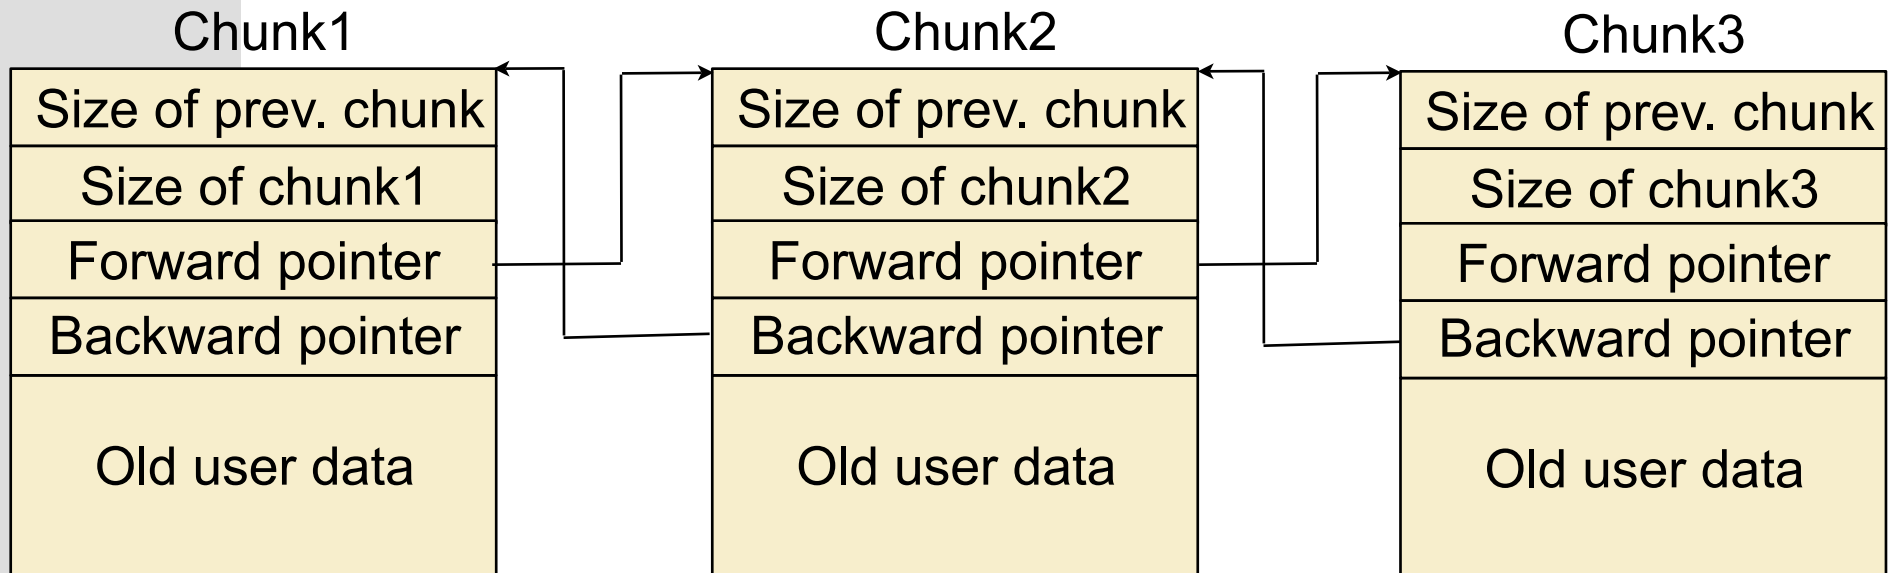 Chunk1
Size of prev. chunk
Size of chunk1
Forward pointer
Backward pointer
Old user data
Chunk2
Size of prev. chunk
Size of chunk2
Forward pointer
Backward pointer
Old user data
Chunk3
Size of prev. chunk
Size of chunk3
Forward pointer
Backward pointer
Old user data